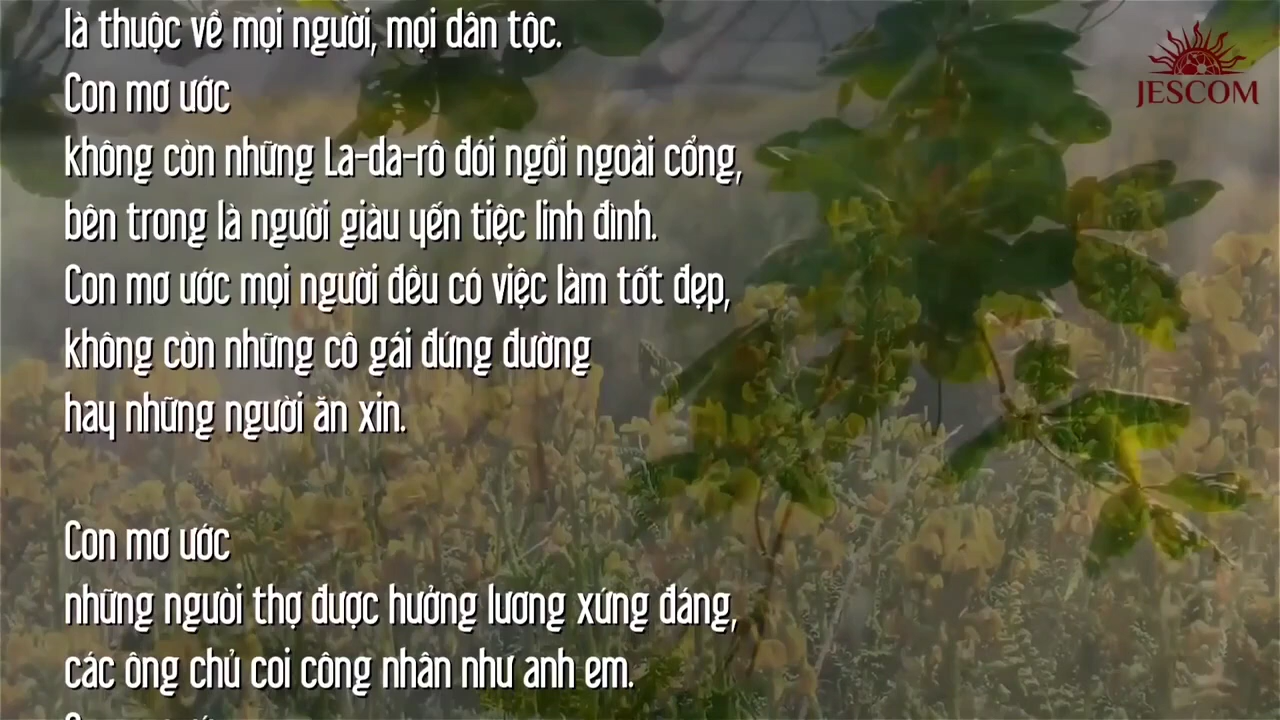 là thuộc về mọi người, mọi dân tộc.
JESCOM
Con mơ ước
không còn những La-da-rô đói ngồi ngoài cổng,
bên trong là người giàu yến tiệc linh đình.
Con mơ ước mọi người đều có việc làm tốt đẹp,
không còn những cô gái đứng đường
hay những người ăn xin.
Con mơ ước
những người thợ được hưởng lương xứng đáng,
các ông chủ coi công nhân như anh em.